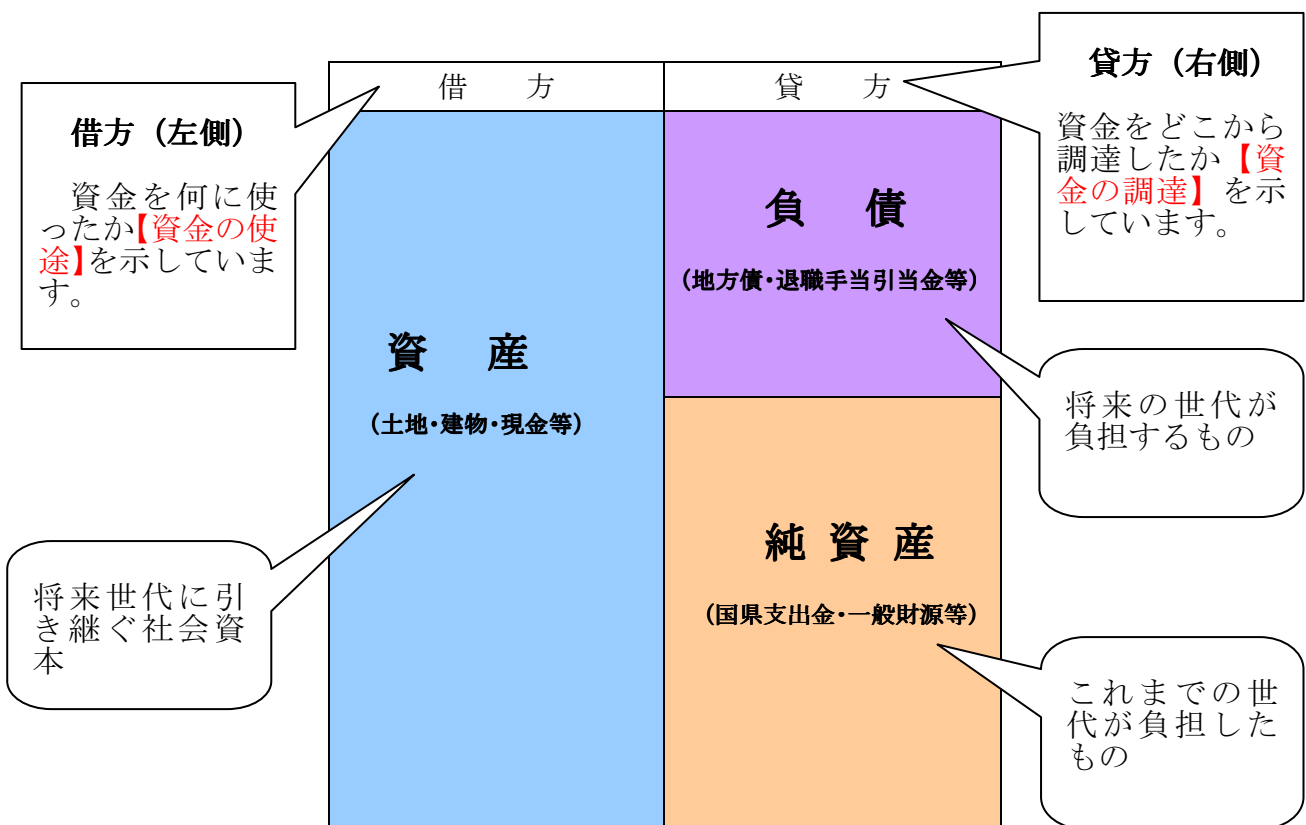 借方（左側）
資金を何に使
ったか【資金の使
途】を示していま
す。
借　方
貸　方
貸方（右側）
資金をどこから
調達したか【資
金の調達】を示
しています。
資　産
（土地・建物・現金等）
負　債
（地方債・退職手当引当金等）
純 資 産
（国県支出金・一般財源等）
将来世代に引
き継ぐ社会資
本
将来の世代が
負担するもの
これまでの世
代が負担した
もの